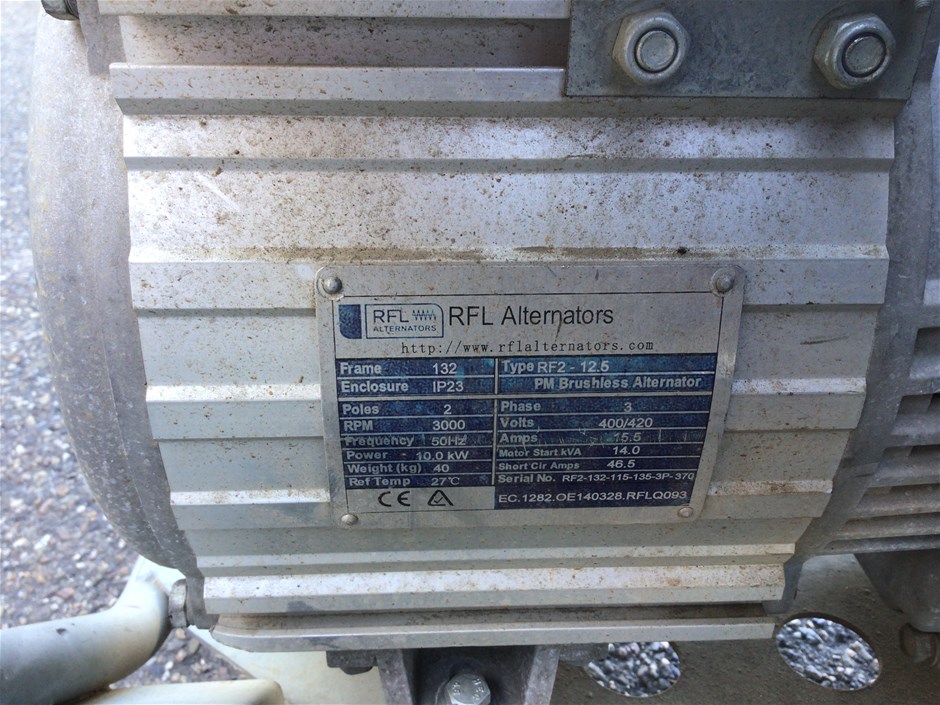 RFL
ALTERNATORS
RFL Alternators
http://www.rflalternators.com
Frame 132 Type RF2 - 12.5
Enclosure IP23 PM Brushless Alternator
Poles 2 Phase 3
RPM 3000 Volts 400/420
Frequency 50Hz Amps 15.5
Power 10.0 kW Motor Start kVA 14.0
Weight (kg) 40 Short Cir Amps 46.5
Ref Temp 27℃ Serial No. RF2-132-115-135-3P-370
CE EC.1282.OE140328.RFLQ093